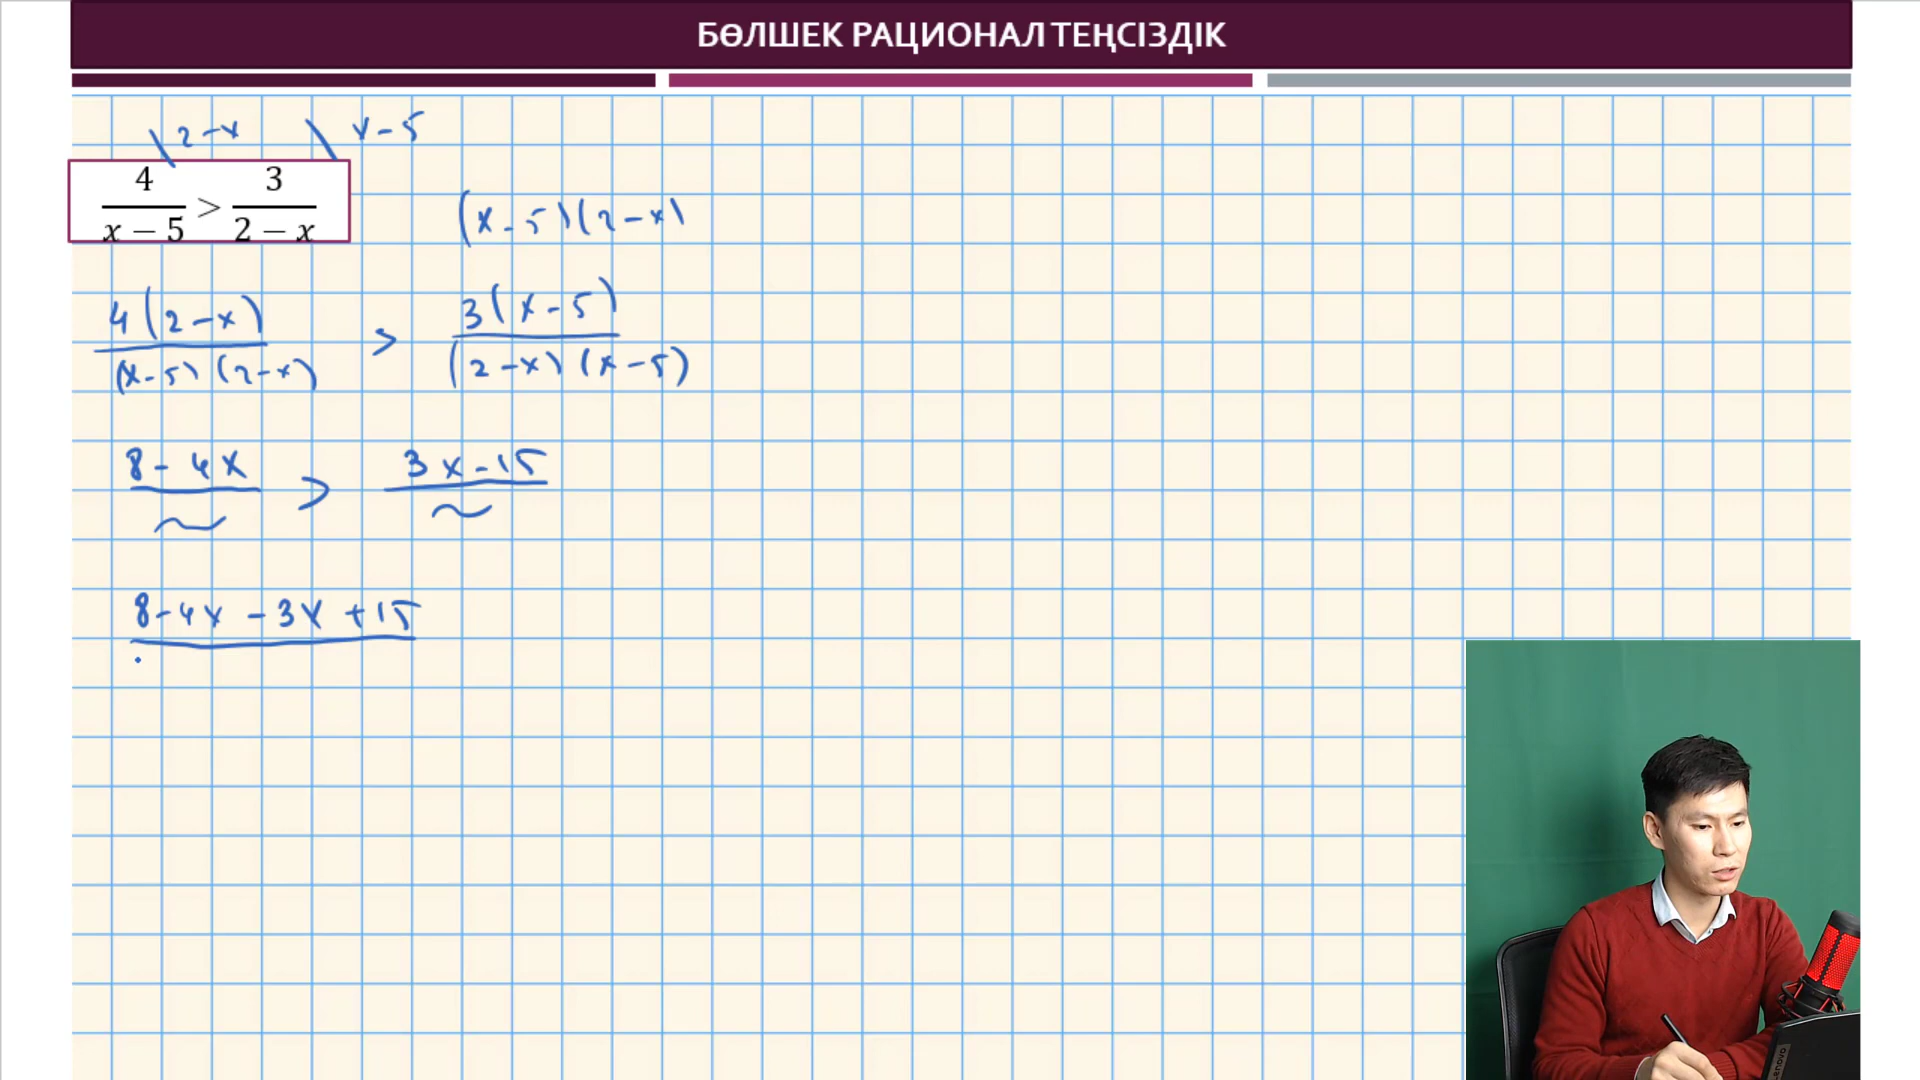 БӨЛШЕК РАЦИОНАЛ ТЕҢСІЗДІК
\2-x \x-5
4/(x − 5) > 3/(2 − x)
(x-5)(2-x)
4(2-x)/((x-5)(2-x)) > 3(x-5)/((2-x)(x-5))
(8-4x)/~ > (3x-15)/~
8-4x-3x+15
Lenovo